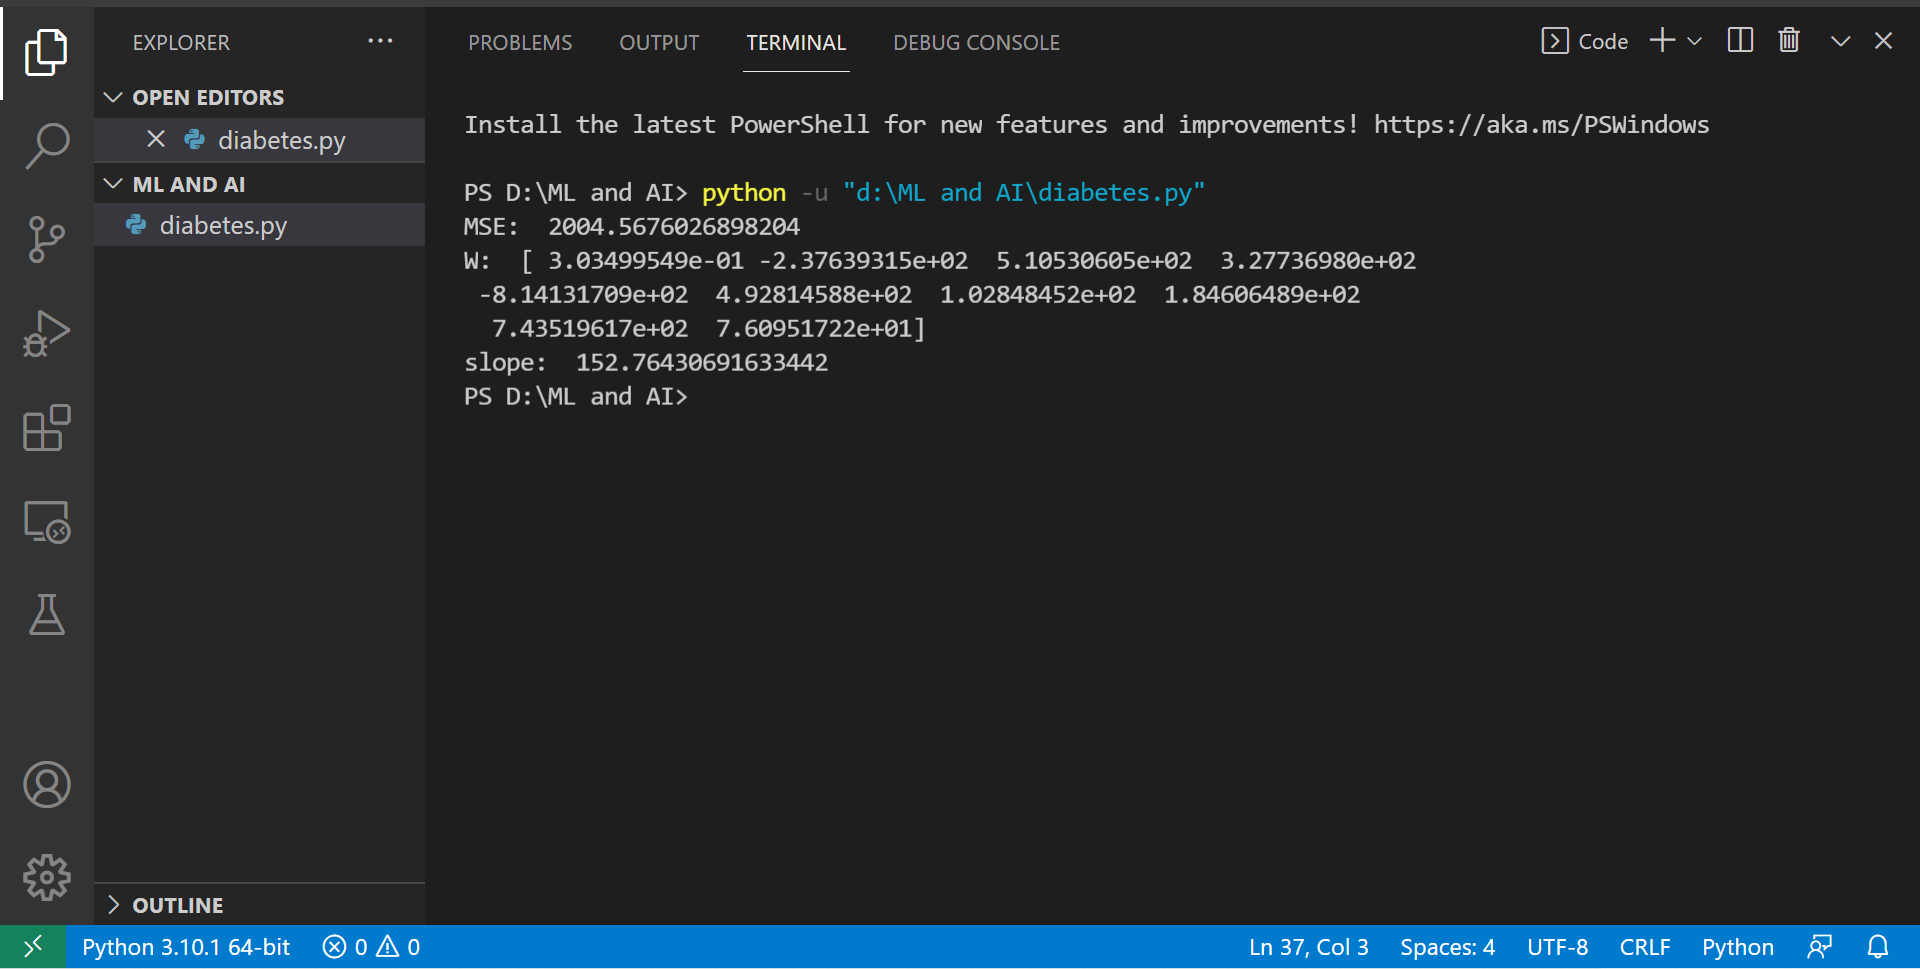 EXPLORER
OPEN EDITORS
diabetes.py
ML AND AI
diabetes.py
OUTLINE
PROBLEMS OUTPUT TERMINAL DEBUG CONSOLE
Code
Install the latest PowerShell for new features and improvements! https://aka.ms/PSWindows
PS D:\ML and AI> python -u "d:\ML and AI\diabetes.py"
MSE:  2004.5676026898204
W:  [ 3.03499549e-01 -2.37639315e+02  5.10530605e+02  3.27736980e+02
 -8.14131709e+02  4.92814588e+02  1.02848452e+02  1.84606489e+02
  7.43519617e+02  7.60951722e+01]
slope:  152.76430691633442
PS D:\ML and AI>
Python 3.10.1 64-bit 0 0 Ln 37, Col 3 Spaces: 4 UTF-8 CRLF Python